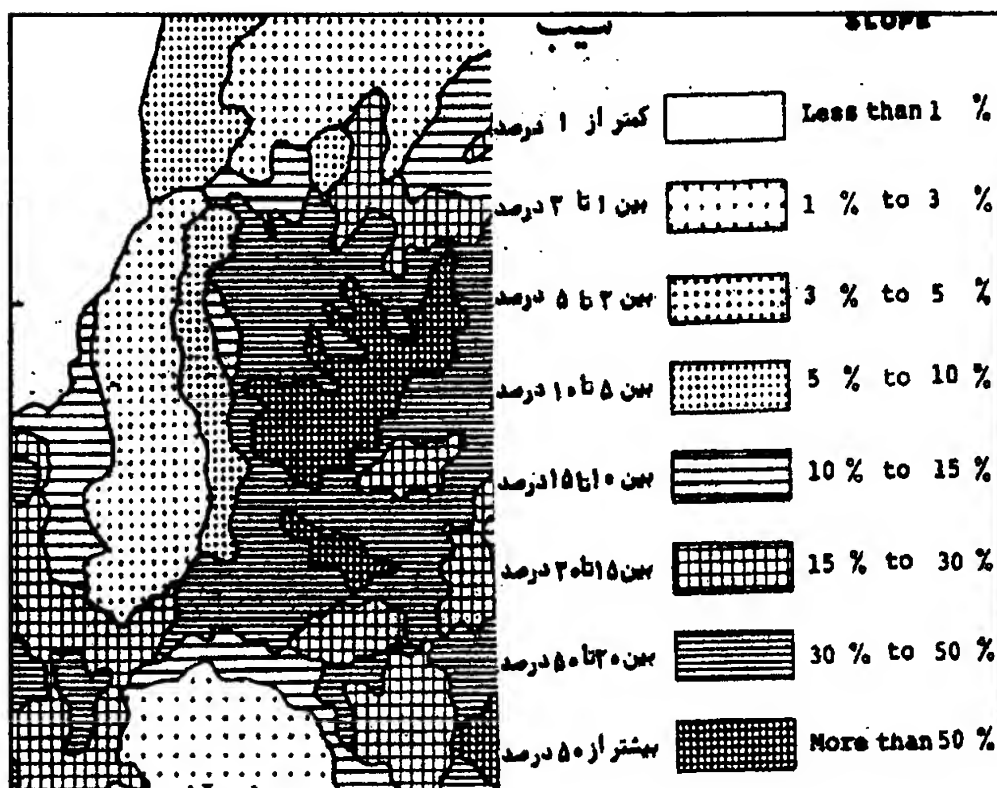 شیب SLOPE
کمتر از ۱ درصد Less than 1 %
بین ۱ تا ۳ درصد 1 % to 3 %
بین ۳ تا ۵ درصد 3 % to 5 %
بین ۵ تا ۱۰ درصد 5 % to 10 %
بین ۱۰ تا ۱۵ درصد 10 % to 15 %
بین ۱۵ تا ۳۰ درصد 15 % to 30 %
بین ۳۰ تا ۵۰ درصد 30 % to 50 %
بیشتر از ۵۰ درصد More than 50 %